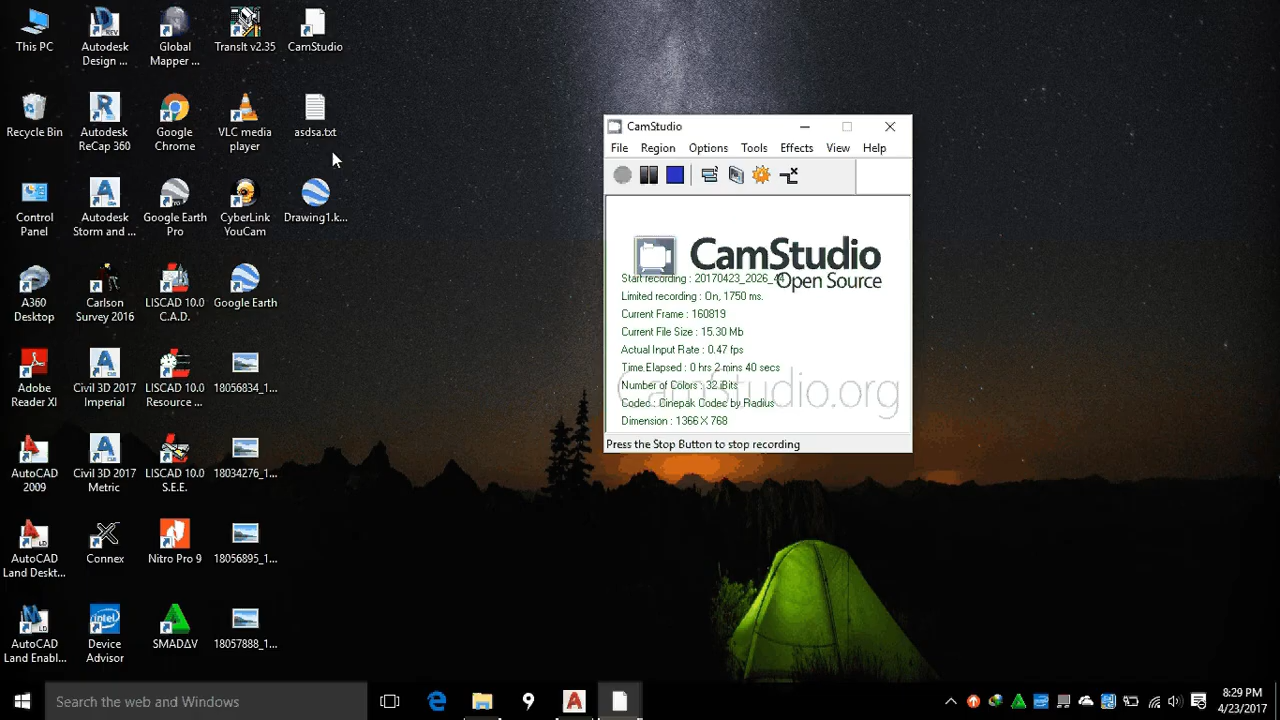 This PC
Autodesk
Design ...
Global
Mapper ...
TransIt v2.35
CamStudio
Recycle Bin
Autodesk
ReCap 360
Google
Chrome
VLC media
player
asdsa.txt
Control
Panel
Autodesk
Storm and ...
Google Earth
Pro
CyberLink
YouCam
Drawing1.k...
A360
Desktop
Carlson
Survey 2016
LISCAD 10.0
C.A.D.
Google Earth
Adobe
Reader XI
Civil 3D 2017
Imperial
LISCAD 10.0
Resource ...
18056834_1...
AutoCAD
2009
Civil 3D 2017
Metric
LISCAD 10.0
S.E.E.
18034276_1...
AutoCAD
Land Deskt...
Connex
Nitro Pro 9
18056895_1...
AutoCAD
Land Enabl...
Device
Advisor
SMADΔV
18057888_1...
CamStudio
File Region Options Tools Effects View Help
CamStudio
Open Source
Start recording : 20170423_2026_44
Limited recording : On, 1750 ms.
Current Frame : 160819
Current File Size : 15.30 Mb
Actual Input Rate : 0.47 fps
Time Elapsed : 0 hrs 2 mins 40 secs
Number of Colors : 32 Bits
CamStudio.org
Codec : Cinepak Codec by Radius
Dimension : 1366 X 768
Press the Stop Button to stop recording
Search the web and Windows
8:29 PM
4/23/2017